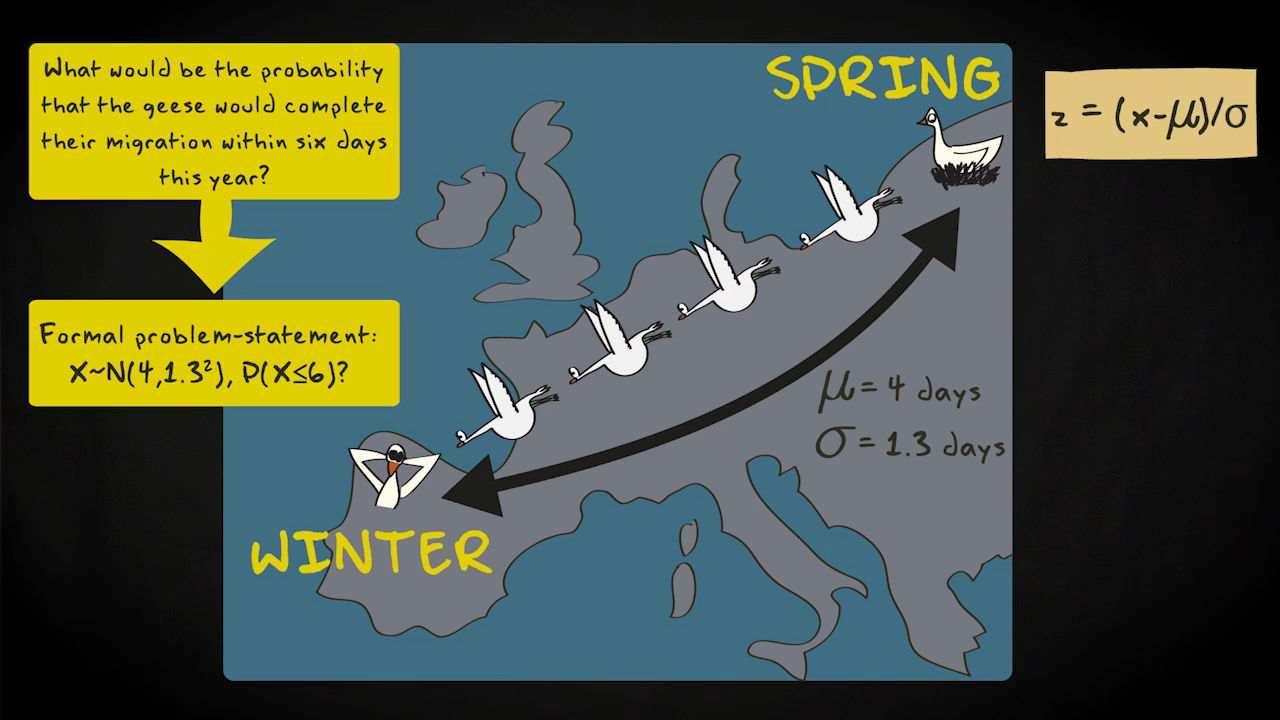 What would be the probability
that the geese would complete
their migration within six days
this year?
Formal problem-statement:
X~N(4,1.3²), P(X≤6)?
SPRING
z = (x-μ)/σ
μ = 4 days
σ = 1.3 days
WINTER